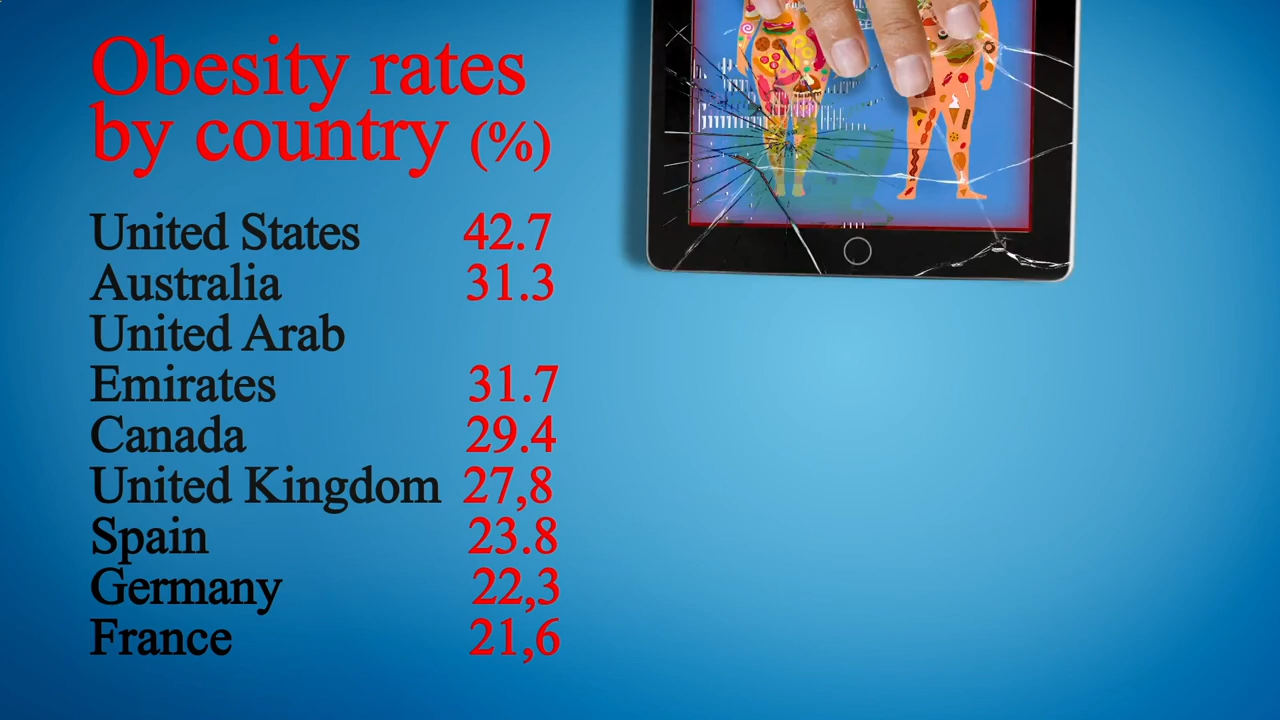 Obesity rates
by country (%)
United States 42.7
Australia 31.3
United Arab
Emirates 31.7
Canada 29.4
United Kingdom 27,8
Spain 23.8
Germany 22,3
France 21,6